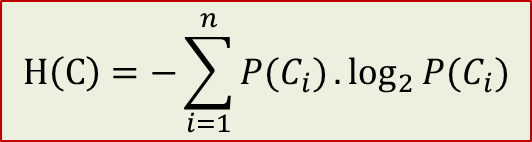 H(C) = − ∑_{i=1}^{n} P(C_i) . log_2 P(C_i)